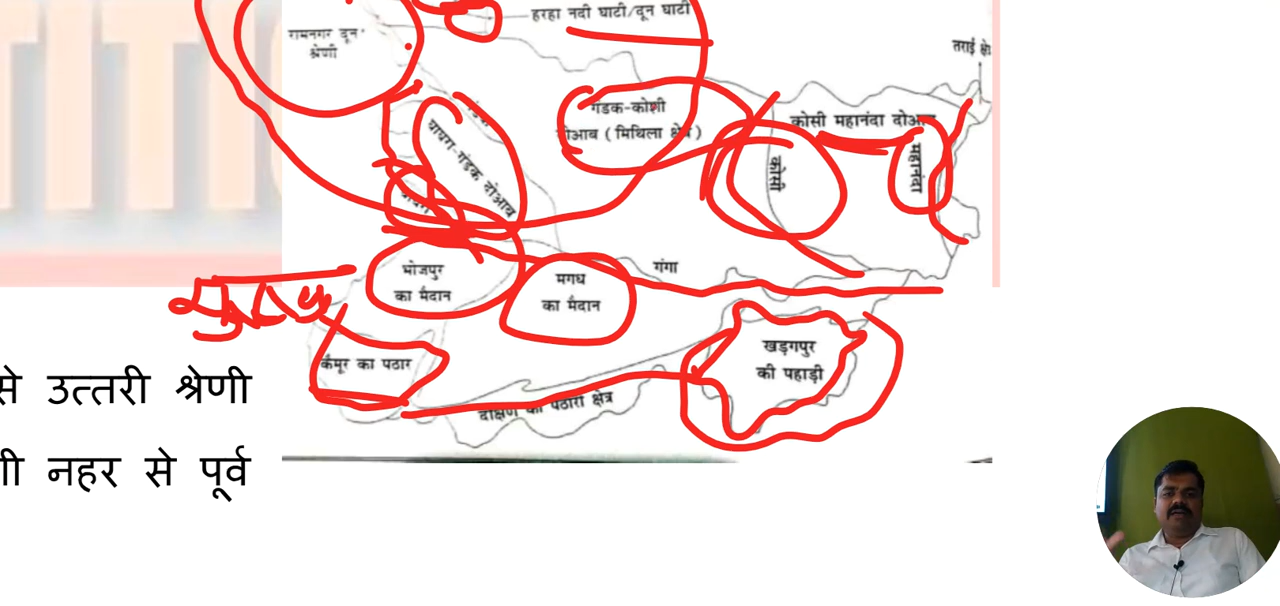 हरहा नदी घाटी/दून घाटी
रामनगर दून
श्रेणी
तराई
गंडक-कोशी
दोआब (मिथिला क्षेत्र)
कोसी महानंदा दोआब
घाघरा-गंडक दोआब
कोसी
महानंदा
गंगा
भोजपुर
का मैदान
मगध
का मैदान
कैमूर का पठार
खड़गपुर
की पहाड़ी
दक्षिण का पठारी क्षेत्र
से उत्तरी श्रेणी
नहर से पूर्व